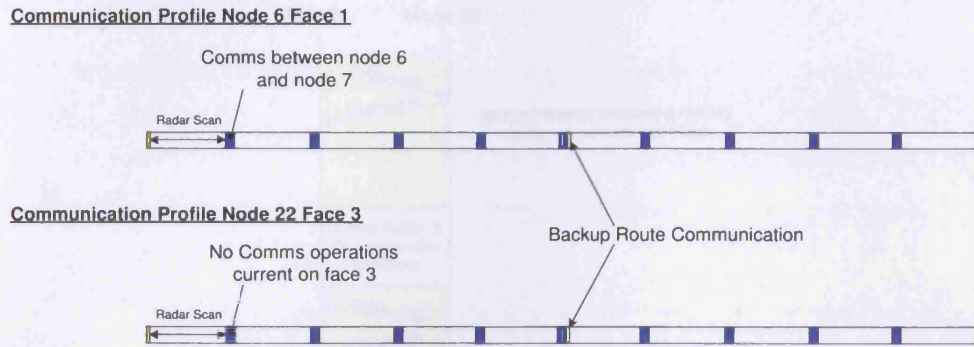 Communication Profile Node 6 Face 1
Comms between node 6
and node 7
Radar Scan
Communication Profile Node 22 Face 3
Backup Route Communication
No Comms operations
current on face 3
Radar Scan